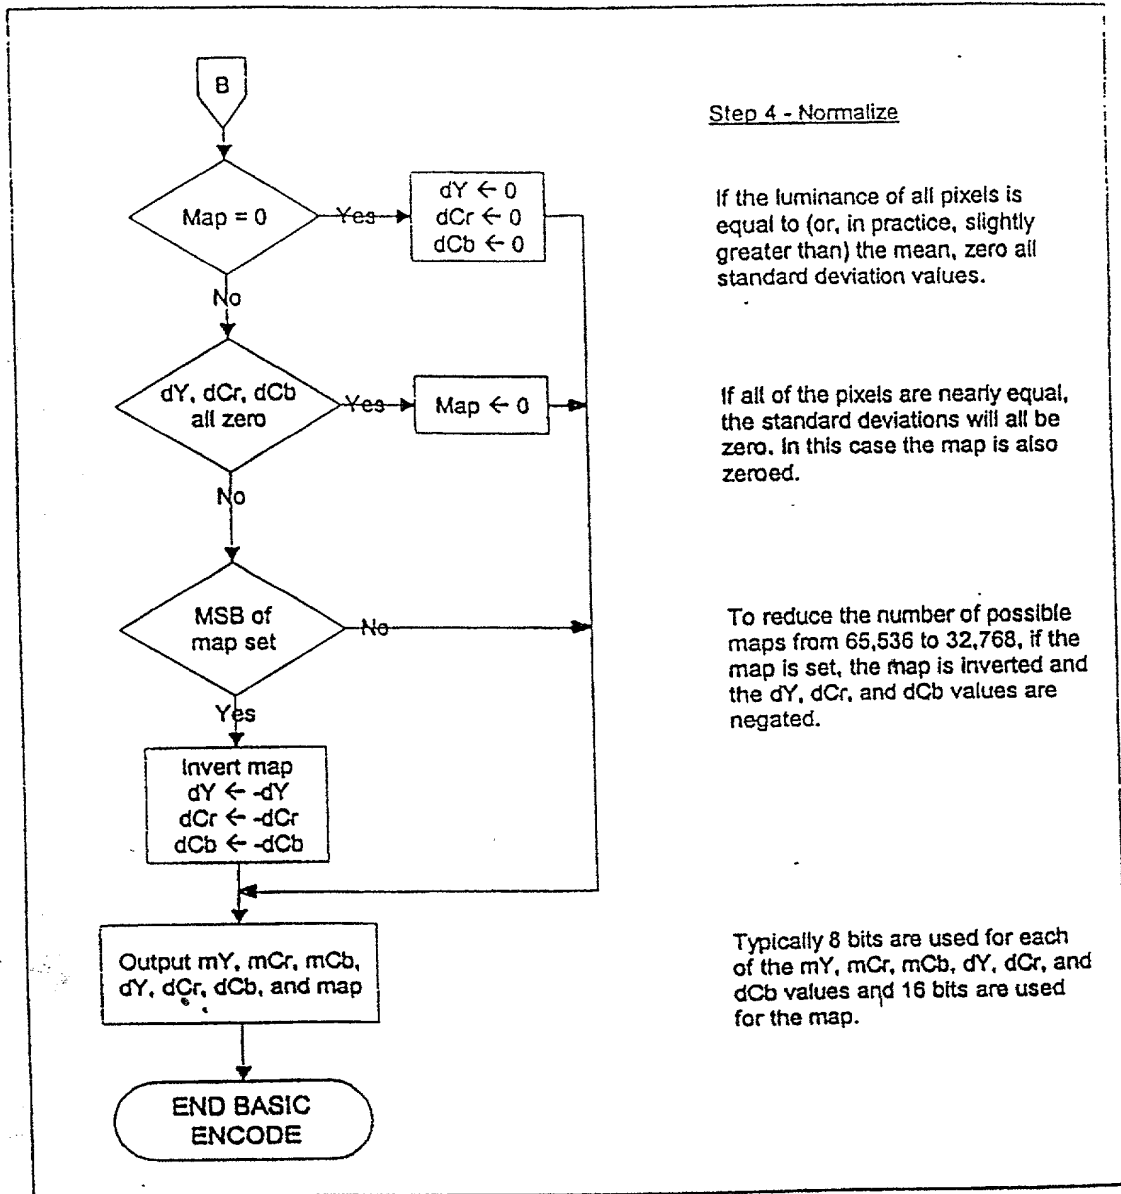 B
Step 4 - Normalize
Map = 0
Yes
dY ← 0
dCr ← 0
dCb ← 0
If the luminance of all pixels is
equal to (or, in practice, slightly
greater than) the mean, zero all
standard deviation values.
No
dY, dCr, dCb
all zero
Yes
Map ← 0
If all of the pixels are nearly equal,
the standard deviations will all be
zero. In this case the map is also
zeroed.
No
MSB of
map set
No
To reduce the number of possible
maps from 65,536 to 32,768, if the
map is set, the map is inverted and
the dY, dCr, and dCb values are
negated.
Yes
Invert map
dY ← -dY
dCr ← -dCr
dCb ← -dCb
Output mY, mCr, mCb,
dY, dCr, dCb, and map
Typically 8 bits are used for each
of the mY, mCr, mCb, dY, dCr, and
dCb values and 16 bits are used
for the map.
END BASIC
ENCODE